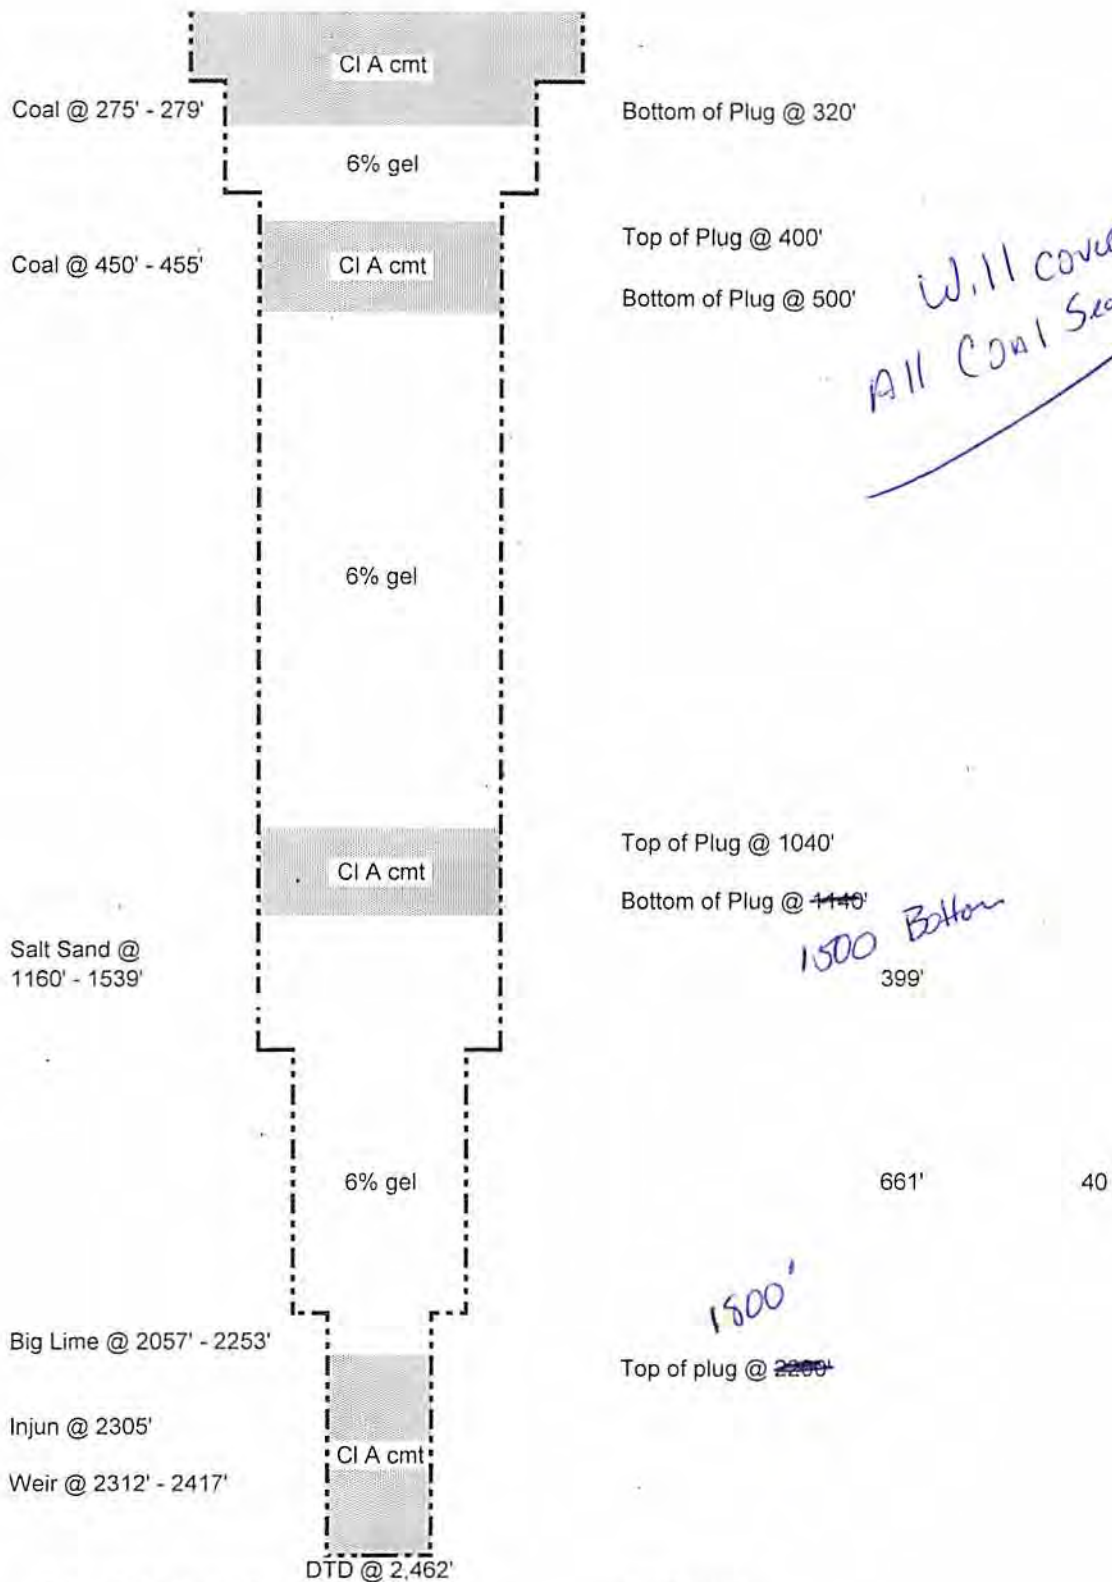 Cl A cmt
Coal @ 275' - 279'
Bottom of Plug @ 320'
6% gel
Top of Plug @ 400'
Coal @ 450' - 455'
Cl A cmt
Bottom of Plug @ 500'
Will cover
All Coal
6% gel
Top of Plug @ 1040'
Cl A cmt
Bottom of Plug @ 1140'
1500 Bottom
Salt Sand @
1160' - 1539'
399'
6% gel
661'
40
1800'
Big Lime @ 2057' - 2253'
Top of plug @ 2200'
Injun @ 2305'
Cl A cmt
Weir @ 2312' - 2417'
DTD @ 2,462'